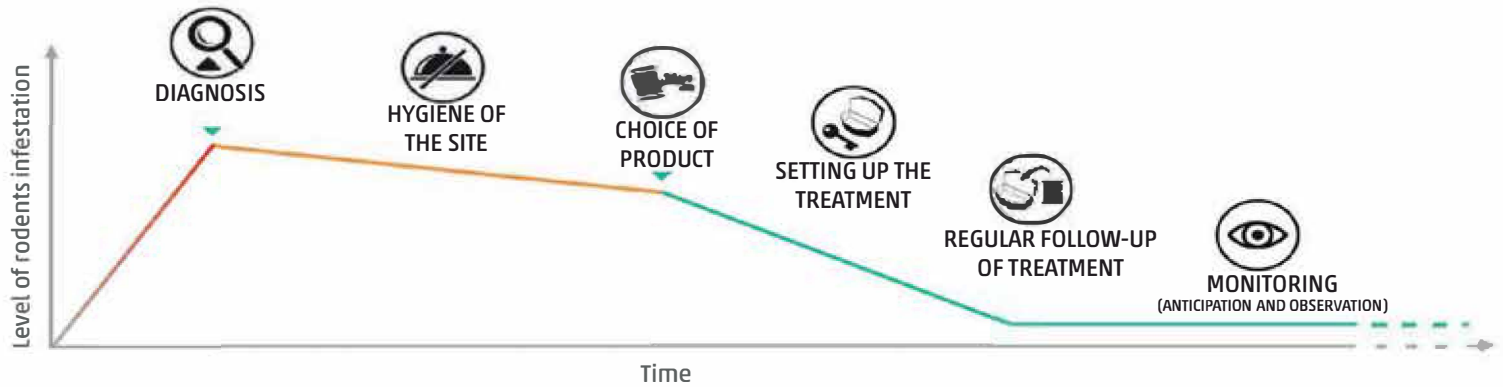 Level of rodents infestation
DIAGNOSIS
HYGIENE OF
THE SITE
CHOICE OF
PRODUCT
SETTING UP THE
TREATMENT
REGULAR FOLLOW-UP
OF TREATMENT
MONITORING
(ANTICIPATION AND OBSERVATION)
Time